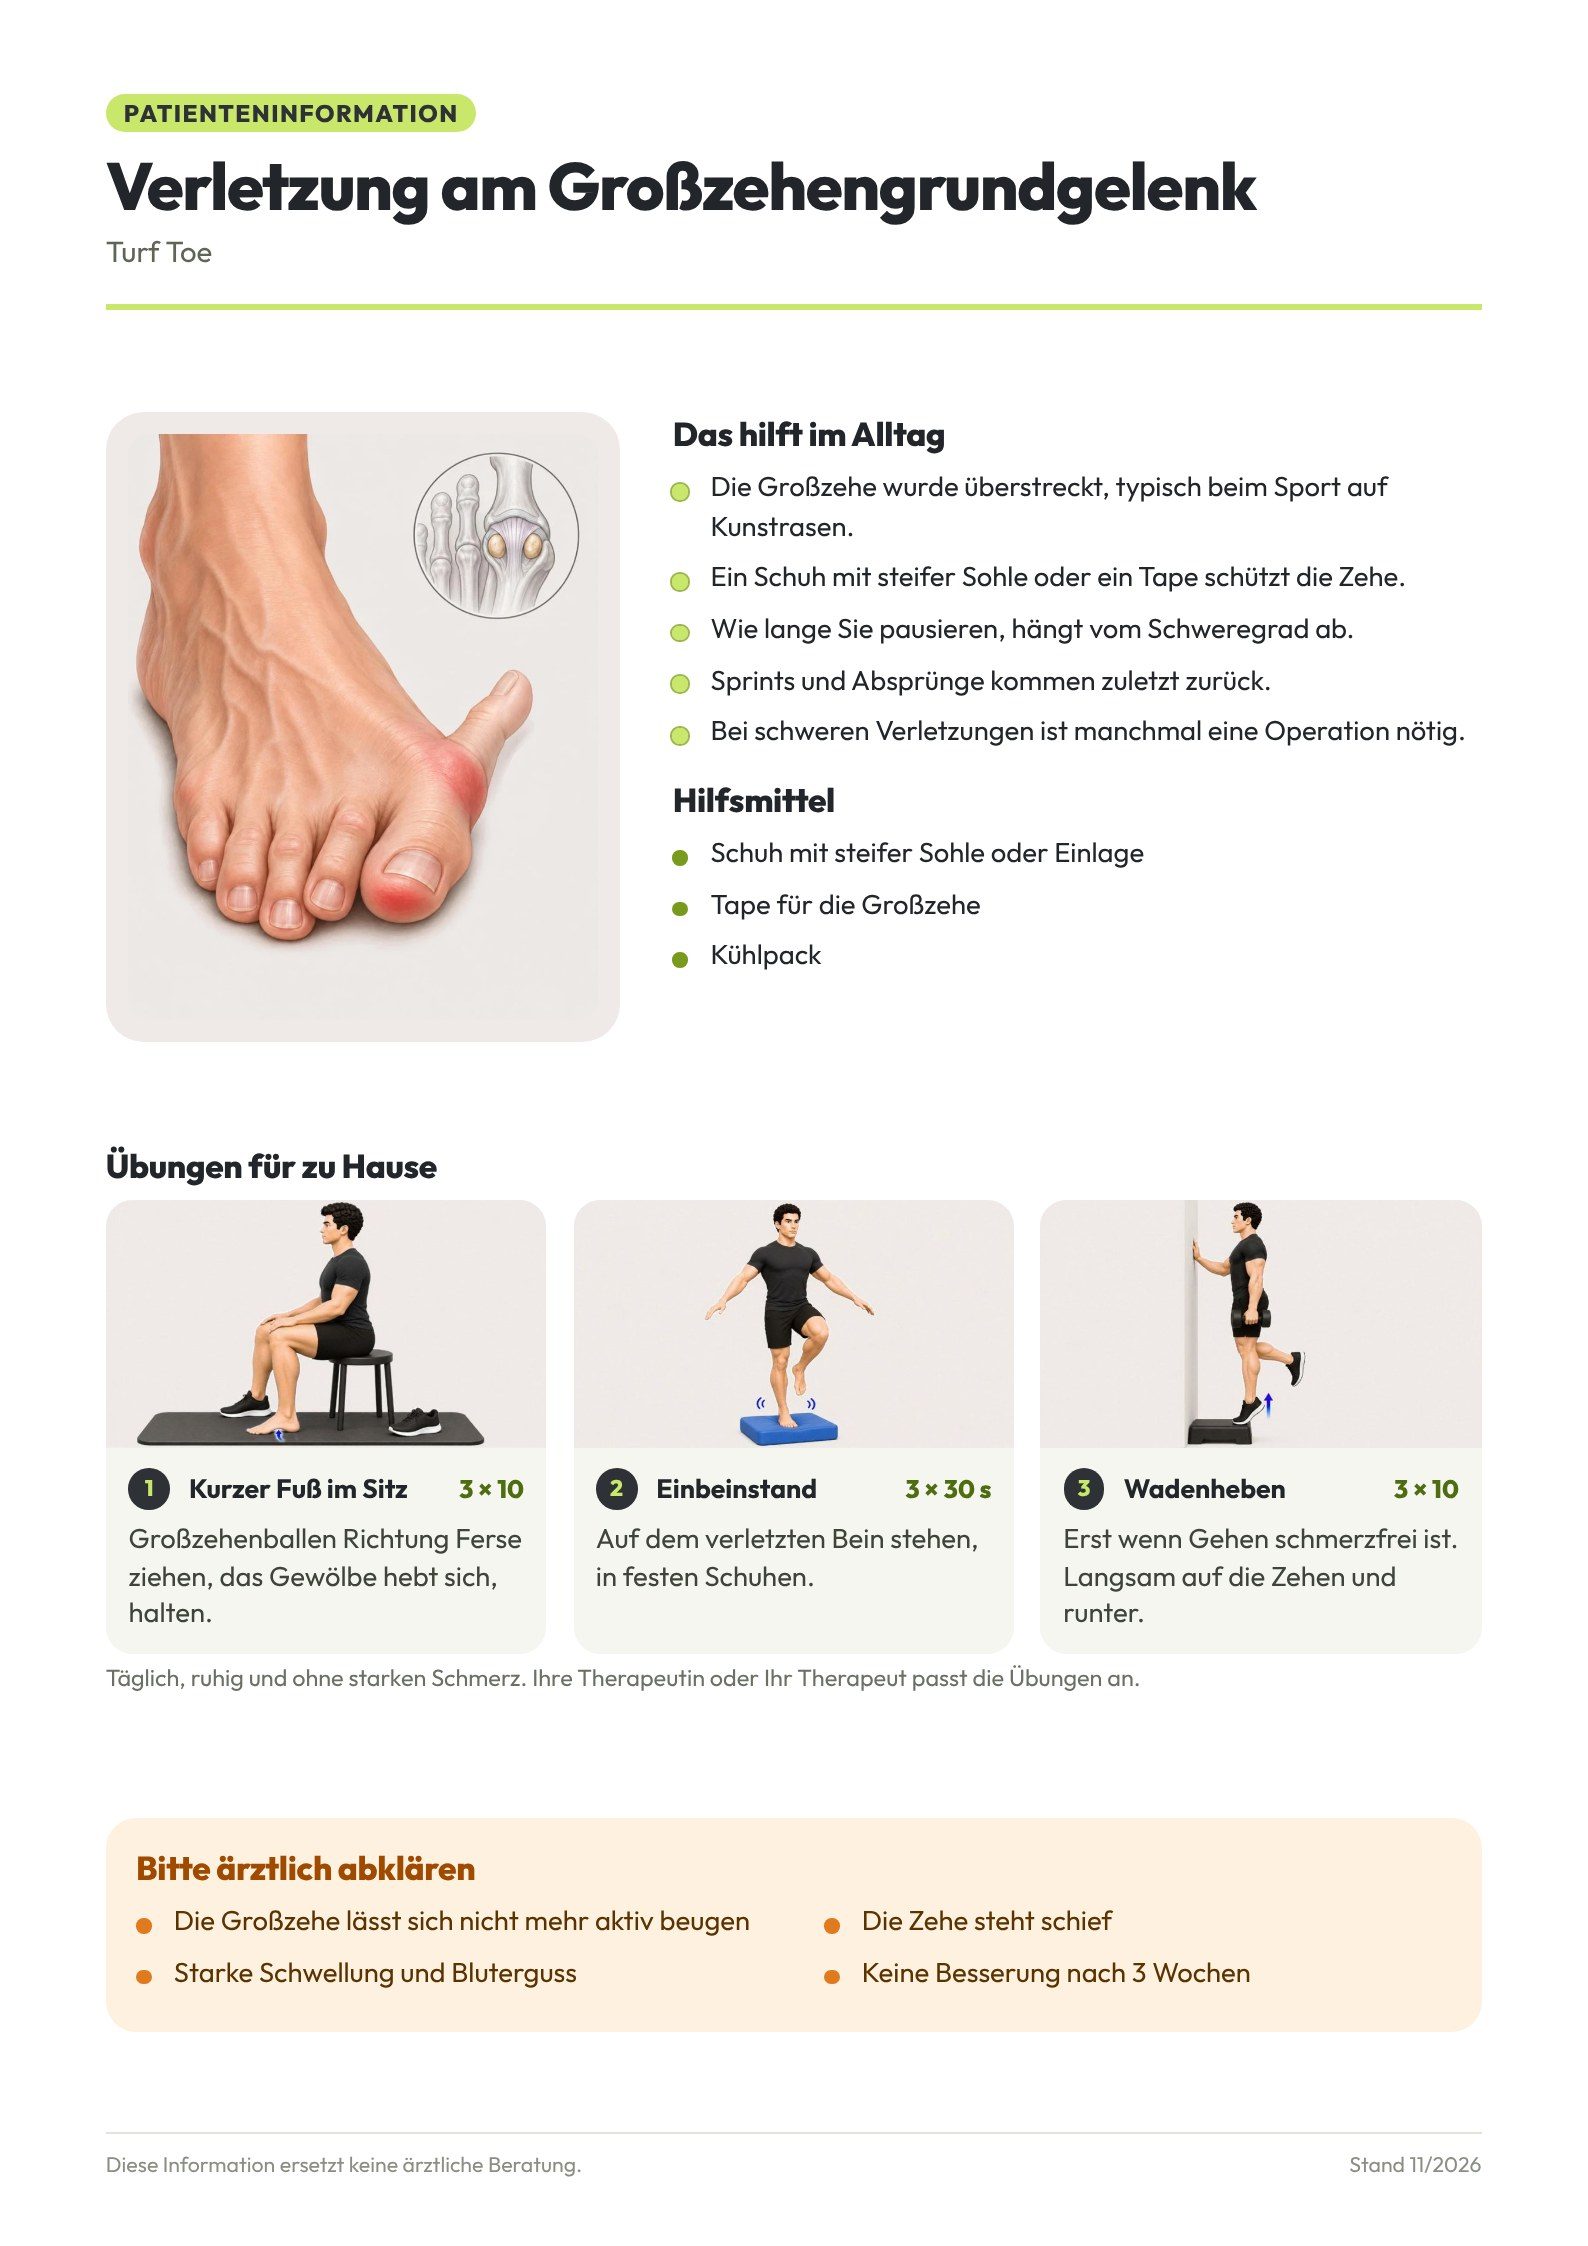 PATIENTENINFORMATION
Verletzung am Großzehengrundgelenk
Turf Toe
Das hilft im Alltag
Die Großzehe wurde überstreckt, typisch beim Sport auf
Kunstrasen.
Ein Schuh mit steifer Sohle oder ein Tape schützt die Zehe.
Wie lange Sie pausieren, hängt vom Schweregrad ab.
Sprints und Absprünge kommen zuletzt zurück.
Bei schweren Verletzungen ist manchmal eine Operation nötig.
Hilfsmittel
Schuh mit steifer Sohle oder Einlage
Tape für die Großzehe
Kühlpack
Übungen für zu Hause
1 Kurzer Fuß im Sitz 3 × 10
Großzehenballen Richtung Ferse
ziehen, das Gewölbe hebt sich,
halten.
2 Einbeinstand 3 × 30 s
Auf dem verletzten Bein stehen,
in festen Schuhen.
3 Wadenheben 3 × 10
Erst wenn Gehen schmerzfrei ist.
Langsam auf die Zehen und
runter.
Täglich, ruhig und ohne starken Schmerz. Ihre Therapeutin oder Ihr Therapeut passt die Übungen an.
Bitte ärztlich abklären
Die Großzehe lässt sich nicht mehr aktiv beugen
Starke Schwellung und Bluterguss
Die Zehe steht schief
Keine Besserung nach 3 Wochen
Diese Information ersetzt keine ärztliche Beratung.
Stand 11/2026